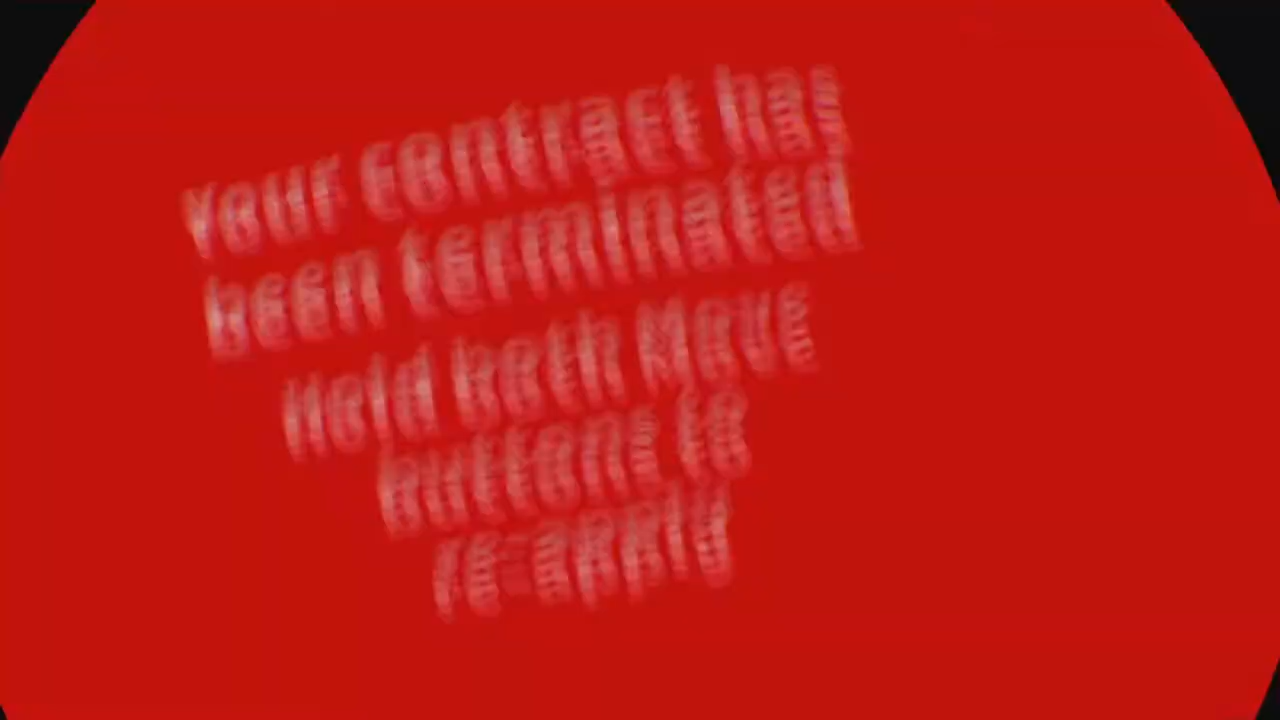 Your contract has
been terminated
Hold both Move
buttons to
re-apply